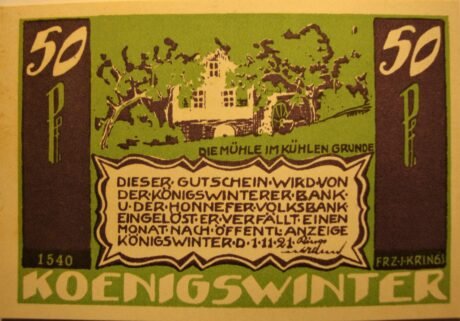 50
50
Pf.
Pf.
DIE MÜHLE IM KÜHLEN GRUNDE
DIESER·GUTSCHEIN·WIRD·VON
DER·KÖNIGSWINTERER·BANK·
U·DER·HONNEFER·VOLKSBANK
EINGELÖST·ER·VERFÄLLT·EINEN
MONAT·NACH·ÖFFENTL·ANZEIGE
KÖNIGSWINTER·D·1·11·21·
1540
FRZ·J·KRINGS
KOENIGSWINTER